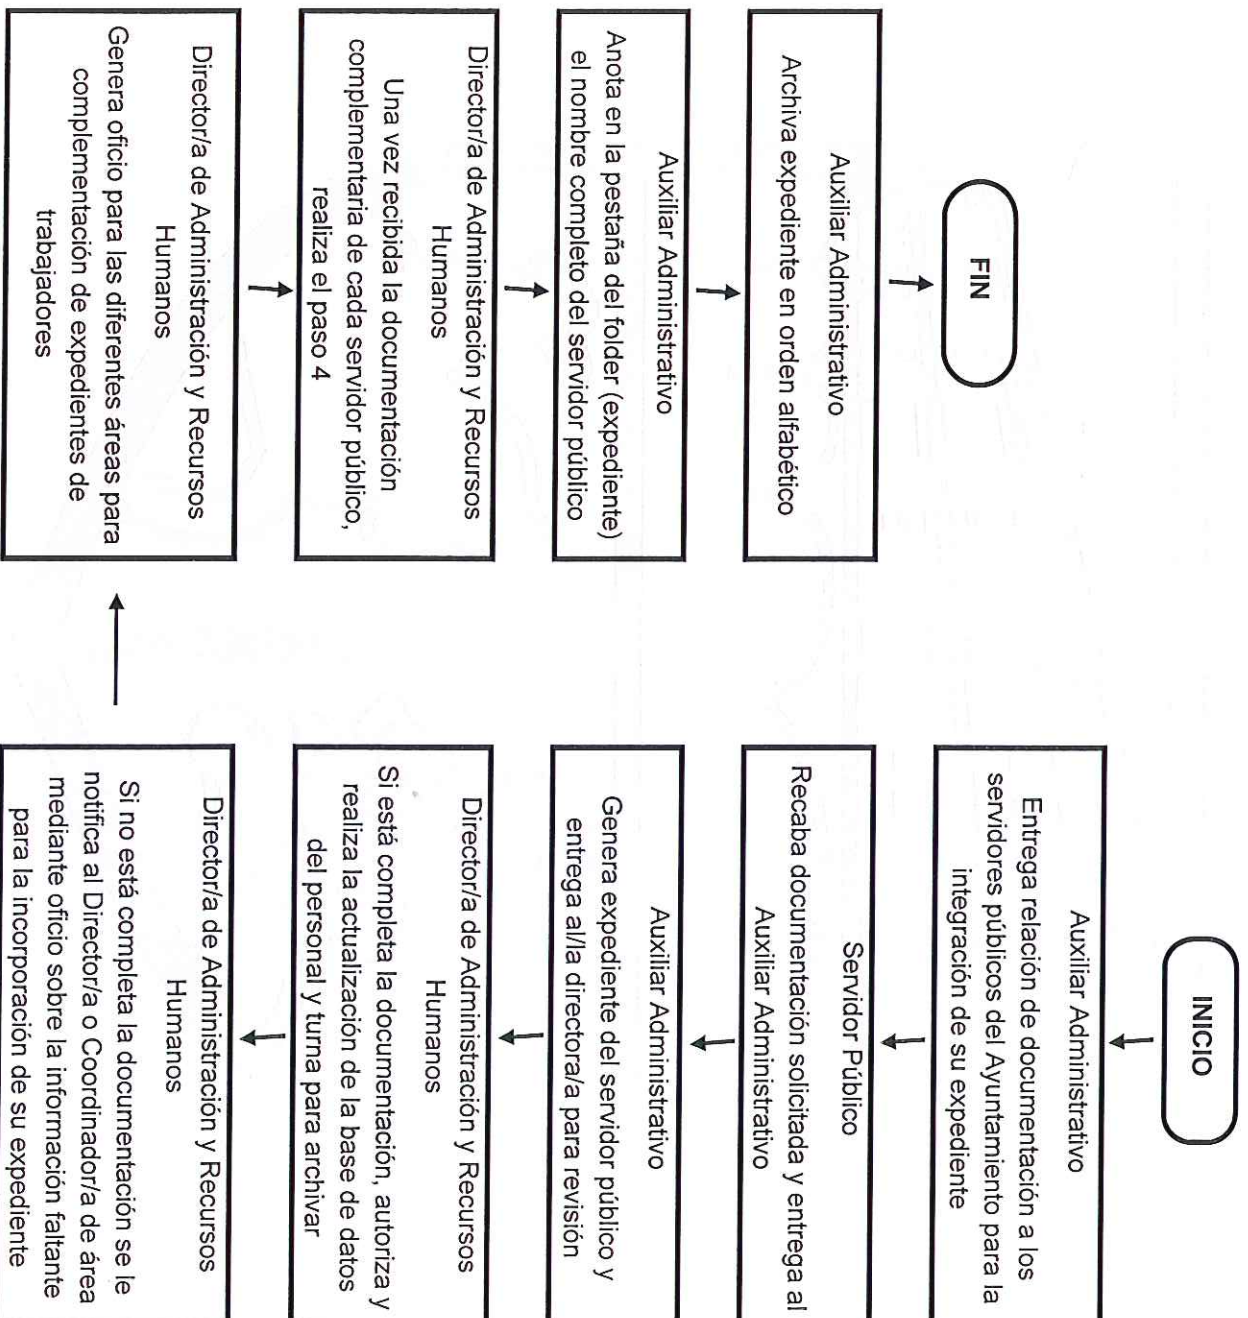 INICIO
Auxiliar Administrativo
Entrega relación de documentación a los
servidores públicos del Ayuntamiento para la
integración de su expediente
Servidor Público
Recaba documentación solicitada y entrega al
Auxiliar Administrativo
Auxiliar Administrativo
Genera expediente del servidor público y
entrega al/la directora/a para revisión
Director/a de Administración y Recursos
Humanos
Si está completa la documentación, autoriza y
realiza la actualización de la base de datos
del personal y turna para archivar
Director/a de Administración y Recursos
Humanos
Si no está completa la documentación se le
notifica al Director/a o Coordinador/a de área
mediante oficio sobre la información faltante
para la incorporación de su expediente
Director/a de Administración y Recursos
Humanos
Genera oficio para las diferentes áreas para
complementación de expedientes de
trabajadores
Director/a de Administración y Recursos
Humanos
Una vez recibida la documentación
complementaria de cada servidor público,
realiza el paso 4
Auxiliar Administrativo
Anota en la pestaña del folder (expediente)
el nombre completo del servidor público
Auxiliar Administrativo
Archiva expediente en orden alfabético
FIN